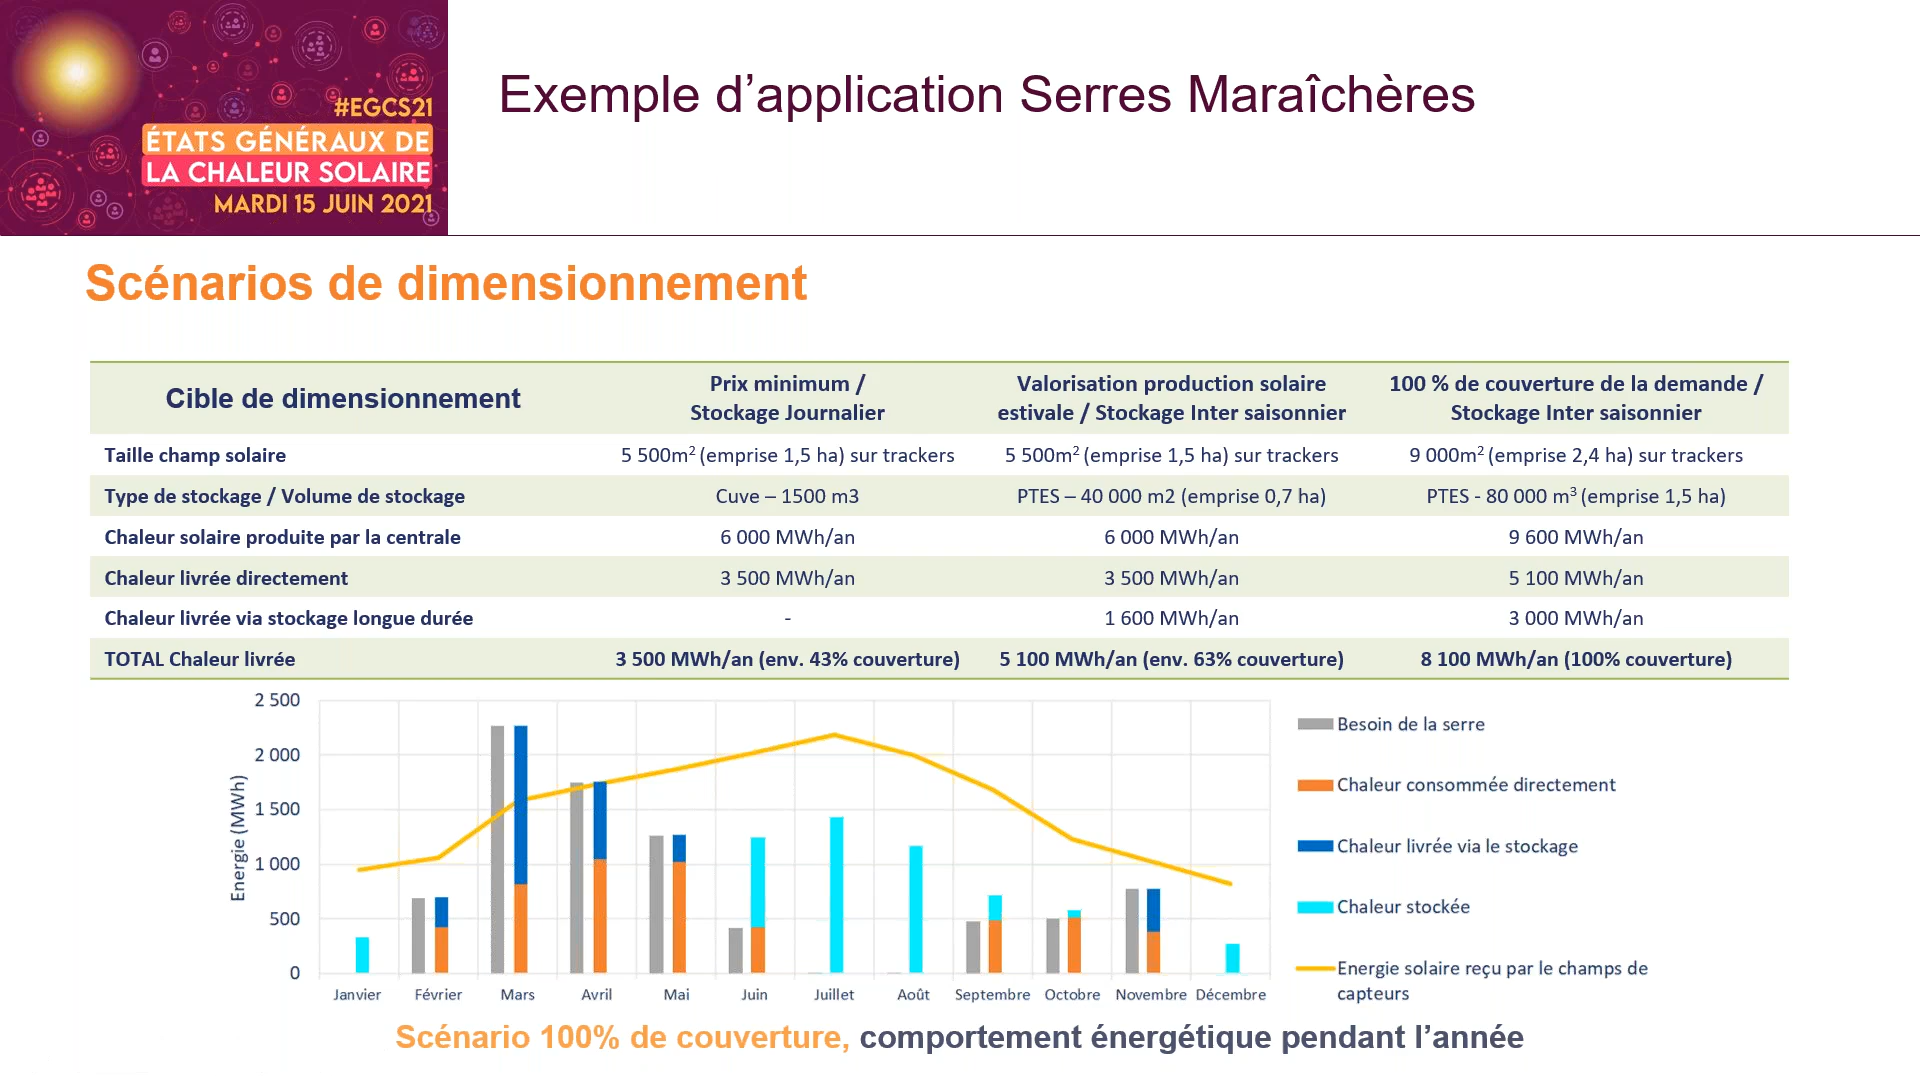 #EGCS21
ÉTATS GÉNÉRAUX DE
LA CHALEUR SOLAIRE
MARDI 15 JUIN 2021
Exemple d’application Serres Maraîchères
Scénarios de dimensionnement
Cible de dimensionnement
Prix minimum /
Stockage Journalier
Valorisation production solaire
estivale / Stockage Inter saisonnier
100 % de couverture de la demande /
Stockage Inter saisonnier
Taille champ solaire
5 500m² (emprise 1,5 ha) sur trackers
5 500m² (emprise 1,5 ha) sur trackers
9 000m² (emprise 2,4 ha) sur trackers
Type de stockage / Volume de stockage
Cuve – 1500 m3
PTES – 40 000 m2 (emprise 0,7 ha)
PTES - 80 000 m³ (emprise 1,5 ha)
Chaleur solaire produite par la centrale
6 000 MWh/an
6 000 MWh/an
9 600 MWh/an
Chaleur livrée directement
3 500 MWh/an
3 500 MWh/an
5 100 MWh/an
Chaleur livrée via stockage longue durée
-
1 600 MWh/an
3 000 MWh/an
TOTAL Chaleur livrée
3 500 MWh/an (env. 43% couverture)
5 100 MWh/an (env. 63% couverture)
8 100 MWh/an (100% couverture)
Energie (MWh)
2 500
2 000
1 500
1 000
500
0
Janvier
Février
Mars
Avril
Mai
Juin
Juillet
Août
Septembre
Octobre
Novembre
Décembre
Besoin de la serre
Chaleur consommée directement
Chaleur livrée via le stockage
Chaleur stockée
Energie solaire reçu par le champs de
capteurs
Scénario 100% de couverture, comportement énergétique pendant l’année